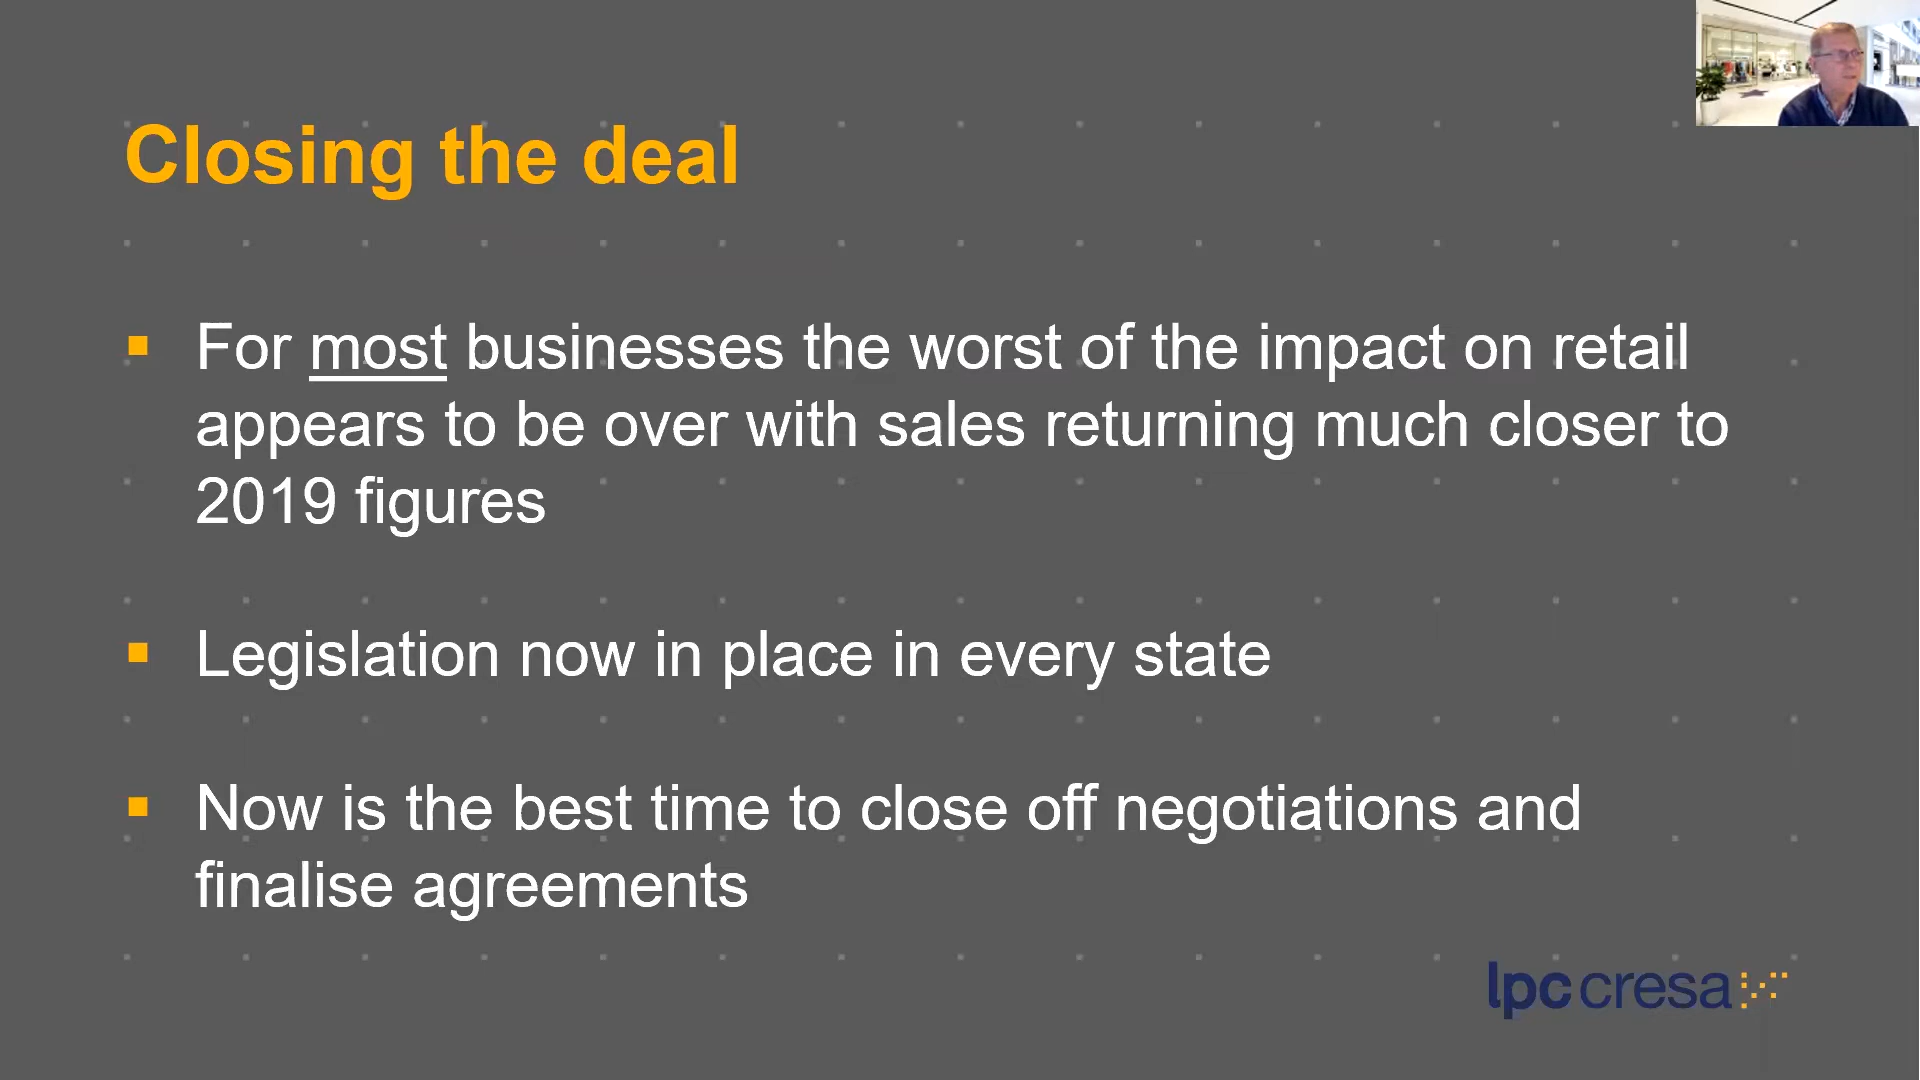 Closing the deal
For most businesses the worst of the impact on retail
appears to be over with sales returning much closer to
2019 figures
Legislation now in place in every state
Now is the best time to close off negotiations and
finalise agreements
lpc cresa